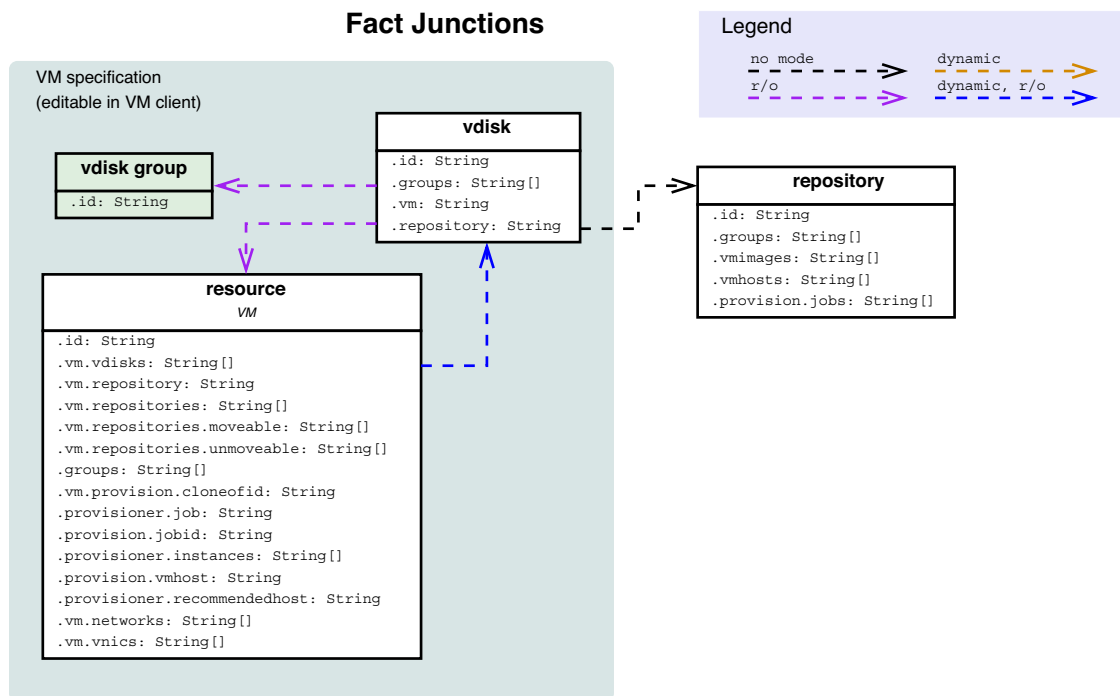 Fact Junctions
Legend
no mode
dynamic
r/o
dynamic, r/o
VM specification
(editable in VM client)
vdisk
.id: String
.groups: String[]
.vm: String
.repository: String
vdisk group
.id: String
repository
.id: String
.groups: String[]
.vmimages: String[]
.vmhosts: String[]
.provision.jobs: String[]
resource
VM
.id: String
.vm.vdisks: String[]
.vm.repository: String
.vm.repositories: String[]
.vm.repositories.moveable: String[]
.vm.repositories.unmoveable: String[]
.groups: String[]
.vm.provision.cloneofid: String
.provisioner.job: String
.provision.jobid: String
.provisioner.instances: String[]
.provision.vmhost: String
.provisioner.recommendedhost: String
.vm.networks: String[]
.vm.vnics: String[]